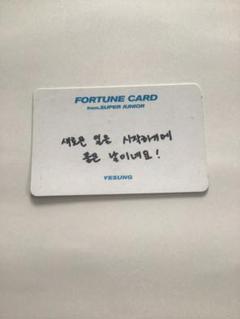 FORTUNE CARD
from.SUPER JUNIOR
새로운 일을 시작하기에
좋은 날이네요!
YESUNG